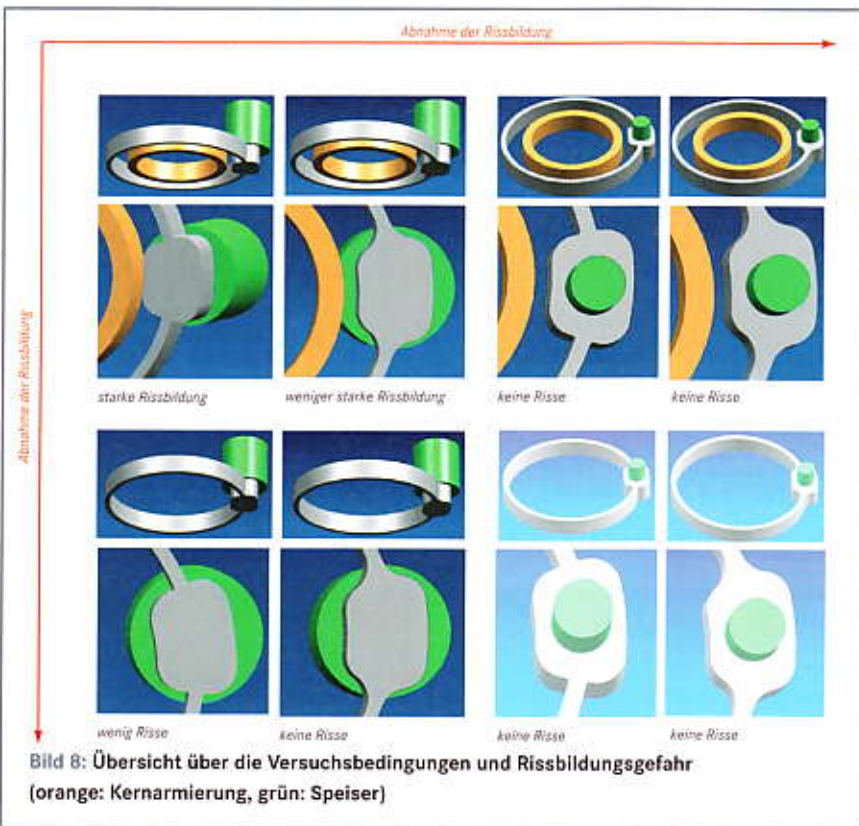 Abnahme der Rissbildung
Abnahme der Rissbildung
starke Rissbildung
weniger starke Rissbildung
keine Risse
keine Risse
wenig Risse
keine Risse
keine Risse
keine Risse
Bild 8: Übersicht über die Versuchsbedingungen und Rissbildungsgefahr
(orange: Kernarmierung, grün: Speiser)